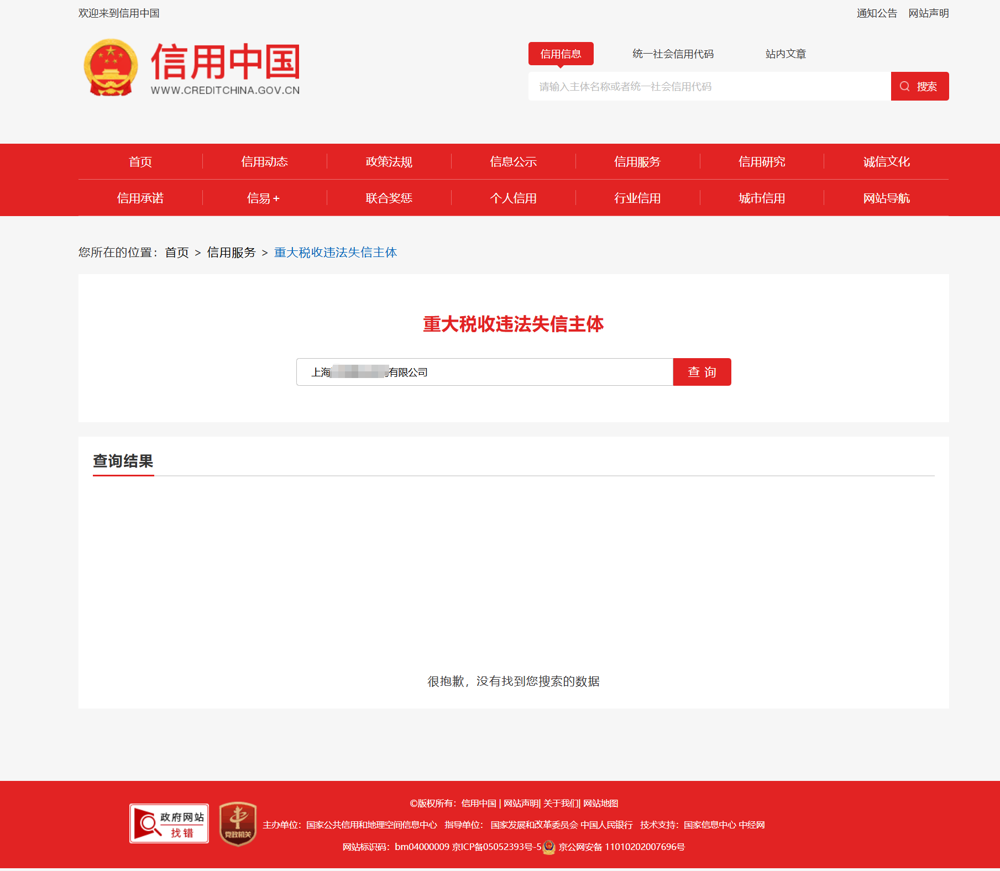 欢迎来到信用中国
通知公告 网站声明
信用中国
WWW.CREDITCHINA.GOV.CN
信用信息 统一社会信用代码 站内文章
请输入主体名称或者统一社会信用代码
搜索
首页 信用动态 政策法规 信息公示 信用服务 信用研究 诚信文化
信用承诺 信易+ 联合奖惩 个人信用 行业信用 城市信用 网站导航
您所在的位置：首页 > 信用服务 > 重大税收违法失信主体
重大税收违法失信主体
上海 有限公司
查 询
查询结果
很抱歉，没有找到您搜索的数据
政府网站
找错
党政机关
©版权所有：信用中国 | 网站声明| 关于我们| 网站地图
主办单位：国家公共信用和地理空间信息中心 指导单位： 国家发展和改革委员会 中国人民银行 技术支持：国家信息中心 中经网
网站标识码：bm04000009 京ICP备05052393号-5 京公网安备 11010202007696号